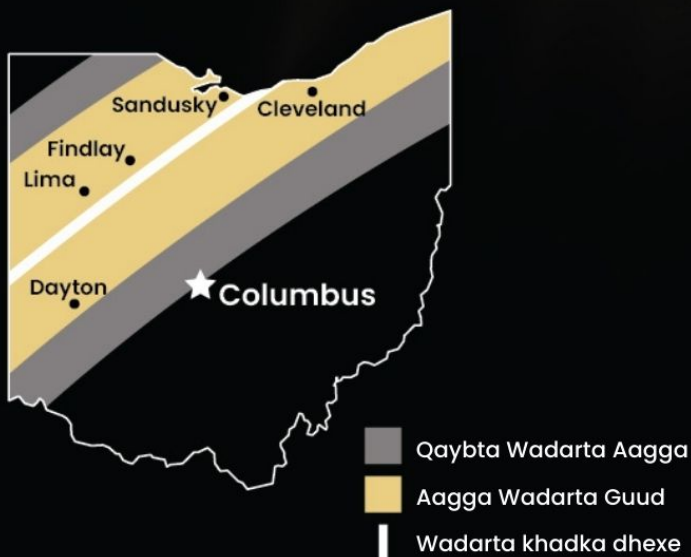 Sandusky
Cleveland
Findlay
Lima
Dayton
Columbus
Qaybta Wadarta Aagga
Aagga Wadarta Guud
Wadarta khadka dhexe